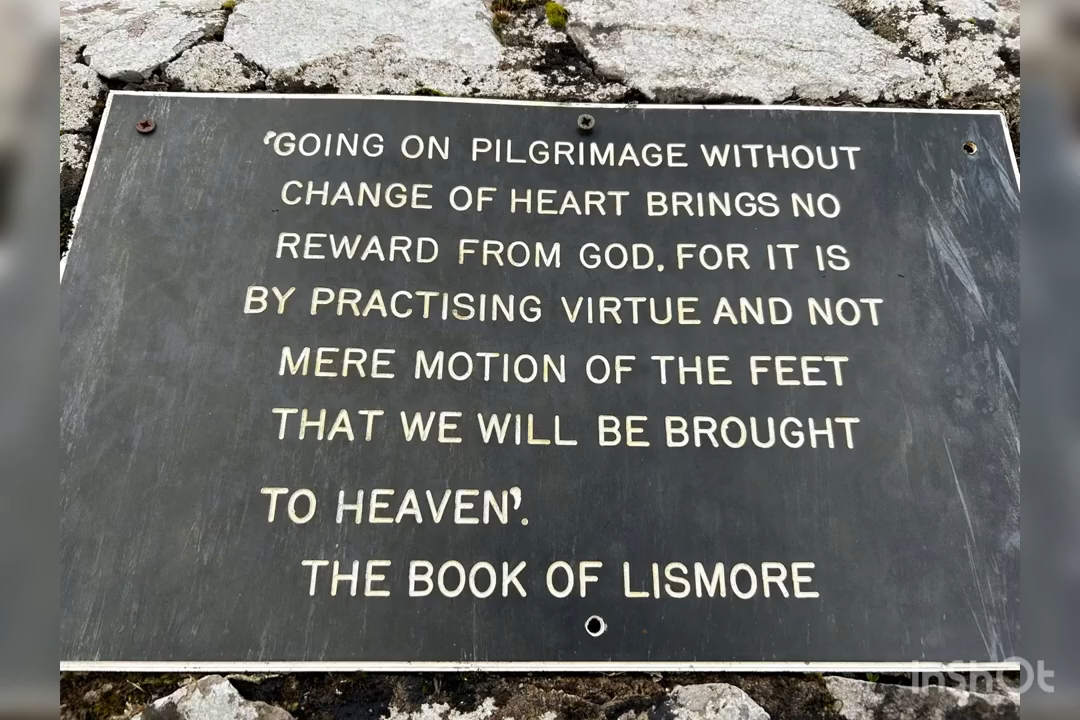 'GOING ON PILGRIMAGE WITHOUT
CHANGE OF HEART BRINGS NO
REWARD FROM GOD. FOR IT IS
BY PRACTISING VIRTUE AND NOT
MERE MOTION OF THE FEET
THAT WE WILL BE BROUGHT
TO HEAVEN'.
THE BOOK OF LISMORE
InShOt